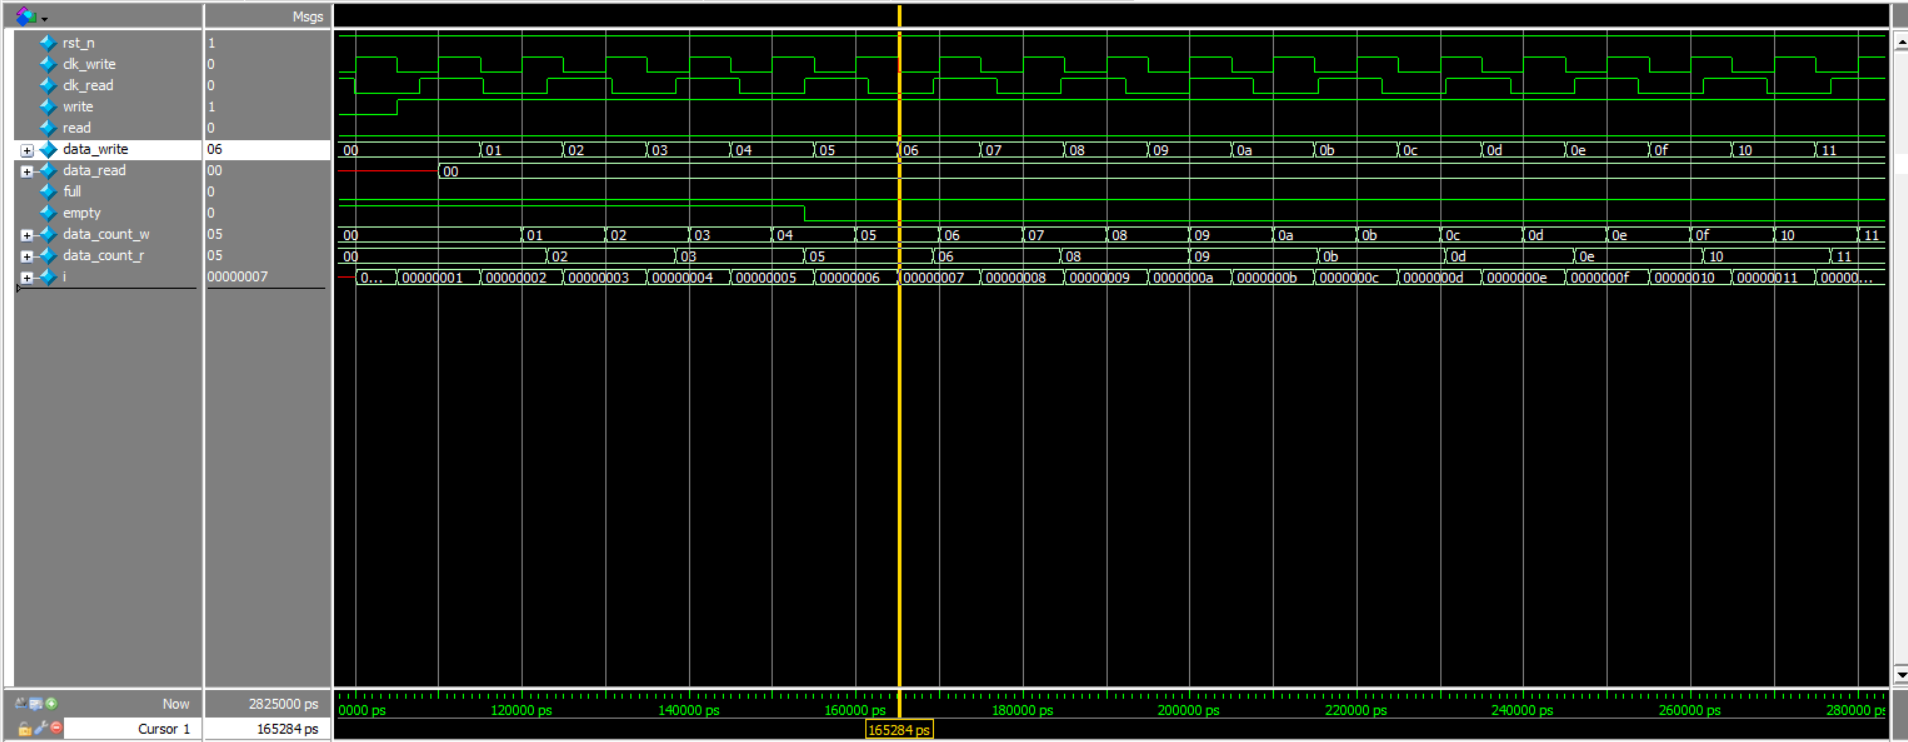 Msgs
rst_n 1
clk_write 0
clk_read 0
write 1
read 0
data_write 06 00 01 02 03 04 05 06 07 08 09 0a 0b 0c 0d 0e 0f 10 11
data_read 00 00
full 0
empty 0
data_count_w 05 00 01 02 03 04 05 06 07 08 09 0a 0b 0c 0d 0e 0f 10 11
data_count_r 05 00 02 03 05 06 08 09 0b 0d 0e 10 11
i 00000007 0... 00000001 00000002 00000003 00000004 00000005 00000006 00000007 00000008 00000009 0000000a 0000000b 0000000c 0000000d 0000000e 0000000f 00000010 00000011 00000...
Now 2825000 ps 0000 ps 120000 ps 140000 ps 160000 ps 180000 ps 200000 ps 220000 ps 240000 ps 260000 ps 280000 ps
Cursor 1 165284 ps 165284 ps